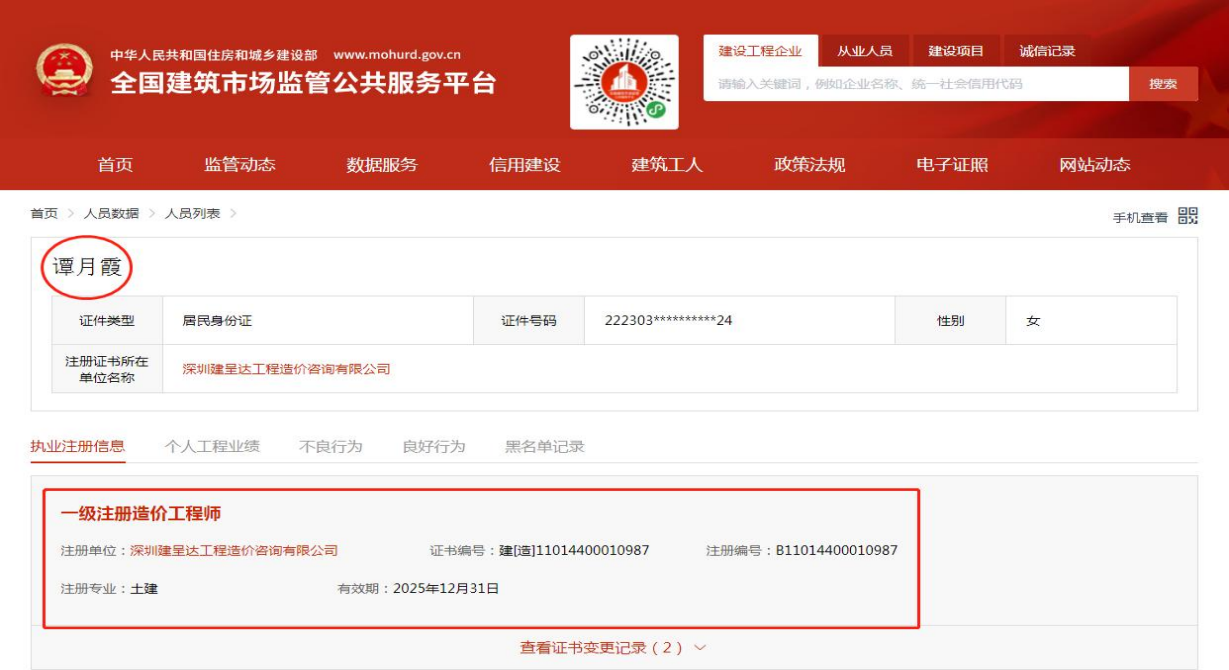 中华人民共和国住房和城乡建设部 www.mohurd.gov.cn
全国建筑市场监管公共服务平台
建设工程企业 从业人员 建设项目 诚信记录
请输入关键词，例如企业名称、统一社会信用代码 搜索
首页 监管动态 数据服务 信用建设 建筑工人 政策法规 电子证照 网站动态
首页 > 人员数据 > 人员列表 >
手机查看
谭月霞
证件类型 居民身份证 证件号码 222303**********24 性别 女
注册证书所在
单位名称
深圳建呈达工程造价咨询有限公司
执业注册信息 个人工程业绩 不良行为 良好行为 黑名单记录
一级注册造价工程师
注册单位：深圳建呈达工程造价咨询有限公司 证书编号：建[造]11014400010987 注册编号：B11014400010987
注册专业：土建 有效期：2025年12月31日
查看证书变更记录（2）